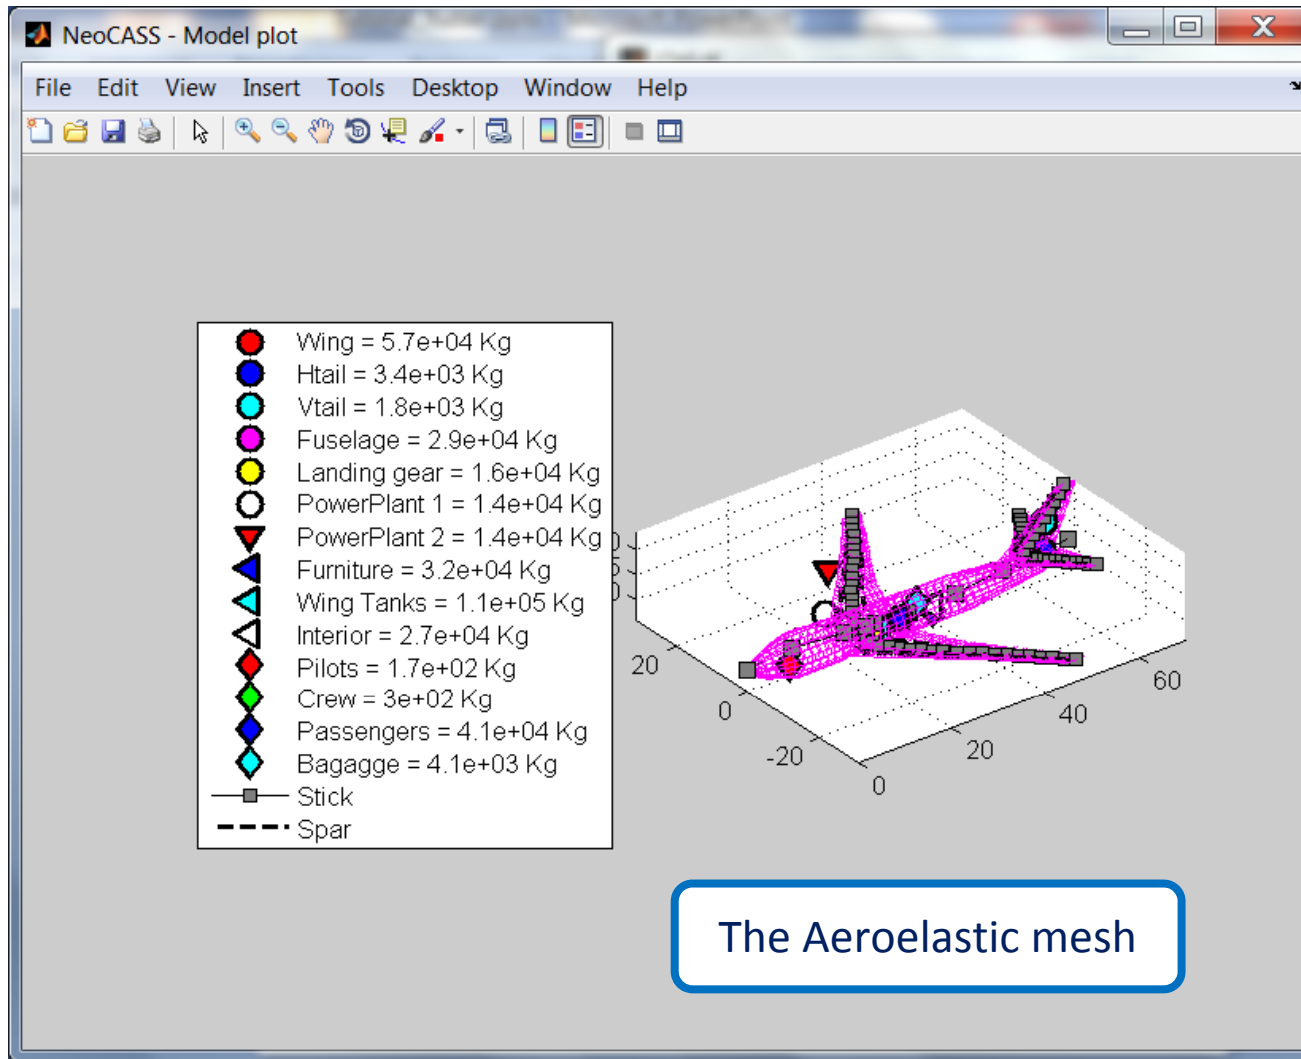 NeoCASS - Model plot
File Edit View Insert Tools Desktop Window Help
Wing = 5.7e+04 Kg
Htail = 3.4e+03 Kg
Vtail = 1.8e+03 Kg
Fuselage = 2.9e+04 Kg
Landing gear = 1.6e+04 Kg
PowerPlant 1 = 1.4e+04 Kg
PowerPlant 2 = 1.4e+04 Kg
Furniture = 3.2e+04 Kg
Wing Tanks = 1.1e+05 Kg
Interior = 2.7e+04 Kg
Pilots = 1.7e+02 Kg
Crew = 3e+02 Kg
Passengers = 4.1e+04 Kg
Bagagge = 4.1e+03 Kg
Stick
Spar
20
0
-20
0
20
40
60
The Aeroelastic mesh